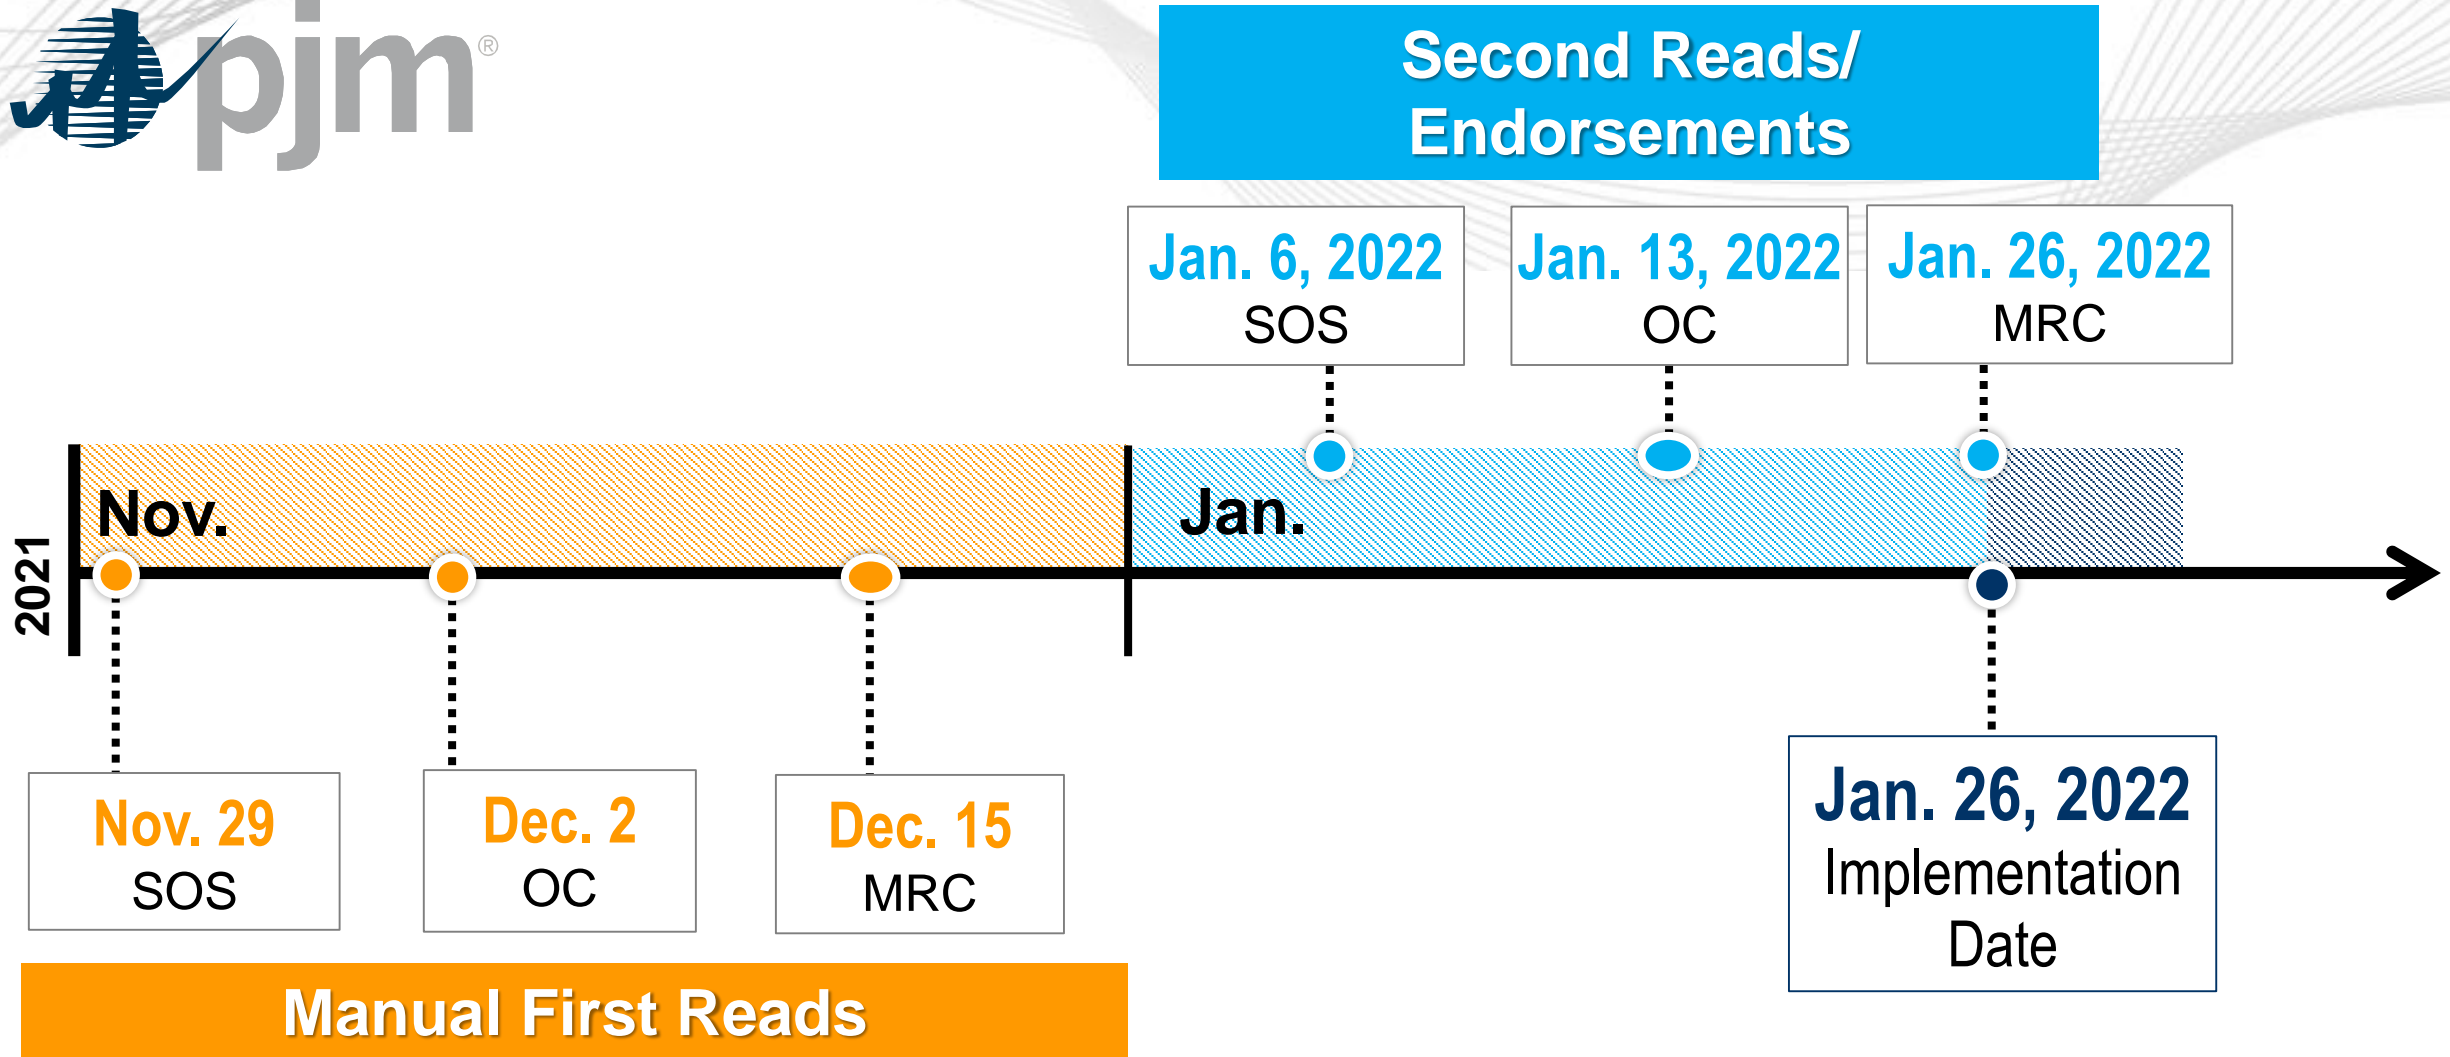 pjm®
Second Reads/
Endorsements
Jan. 6, 2022
SOS
Jan. 13, 2022
OC
Jan. 26, 2022
MRC
2021
Nov.
Jan.
Nov. 29
SOS
Dec. 2
OC
Dec. 15
MRC
Jan. 26, 2022
Implementation
Date
Manual First Reads